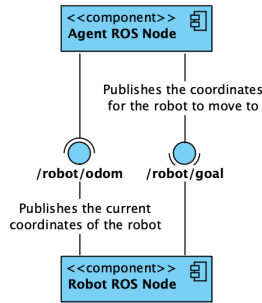 <<component>>
Agent ROS Node
Publishes the coordinates
for the robot to move to
/robot/odom
/robot/goal
Publishes the current
coordinates of the robot
<<component>>
Robot ROS Node